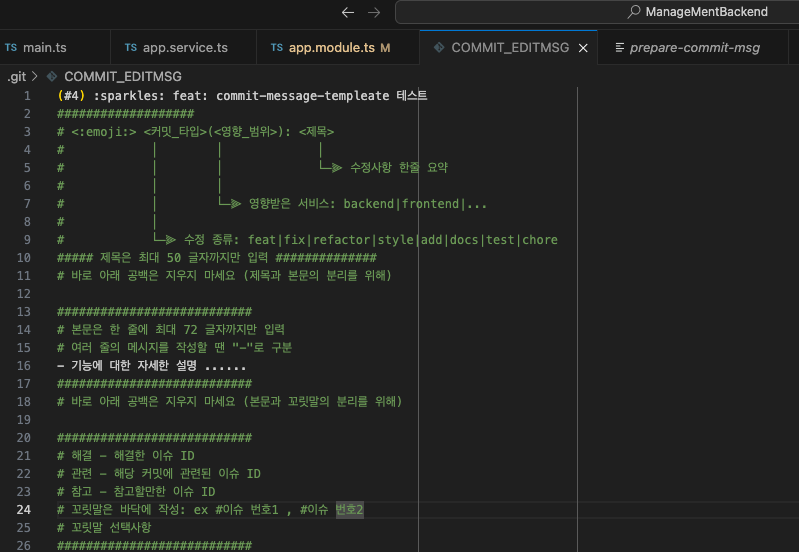 ManageMentBackend
TS main.ts TS app.service.ts TS app.module.ts M COMMIT_EDITMSG prepare-commit-msg
.git > COMMIT_EDITMSG
1 (#4) :sparkles: feat: commit-message-templeate 테스트
2 ###################
3 # <:emoji:> <커밋_타입>(<영향_범위>): <제목>
4 # │ │ │
5 # │ │ └─⫸ 수정사항 한줄 요약
6 # │ │
7 # │ └─⫸ 영향받은 서비스: backend|frontend|...
8 # │
9 # └─⫸ 수정 종류: feat|fix|refactor|style|add|docs|test|chore
10 ##### 제목은 최대 50 글자까지만 입력 ##############
11 # 바로 아래 공백은 지우지 마세요 (제목과 본문의 분리를 위해)
12
13 ###########################
14 # 본문은 한 줄에 최대 72 글자까지만 입력
15 # 여러 줄의 메시지를 작성할 땐 "-"로 구분
16 - 기능에 대한 자세한 설명 ......
17 ###########################
18 # 바로 아래 공백은 지우지 마세요 (본문과 꼬릿말의 분리를 위해)
19
20 ###########################
21 # 해결 - 해결한 이슈 ID
22 # 관련 - 해당 커밋에 관련된 이슈 ID
23 # 참고 - 참고할만한 이슈 ID
24 # 꼬릿말은 바닥에 작성: ex #이슈 번호1 , #이슈 번호2
25 # 꼬릿말 선택사항
26 ###########################